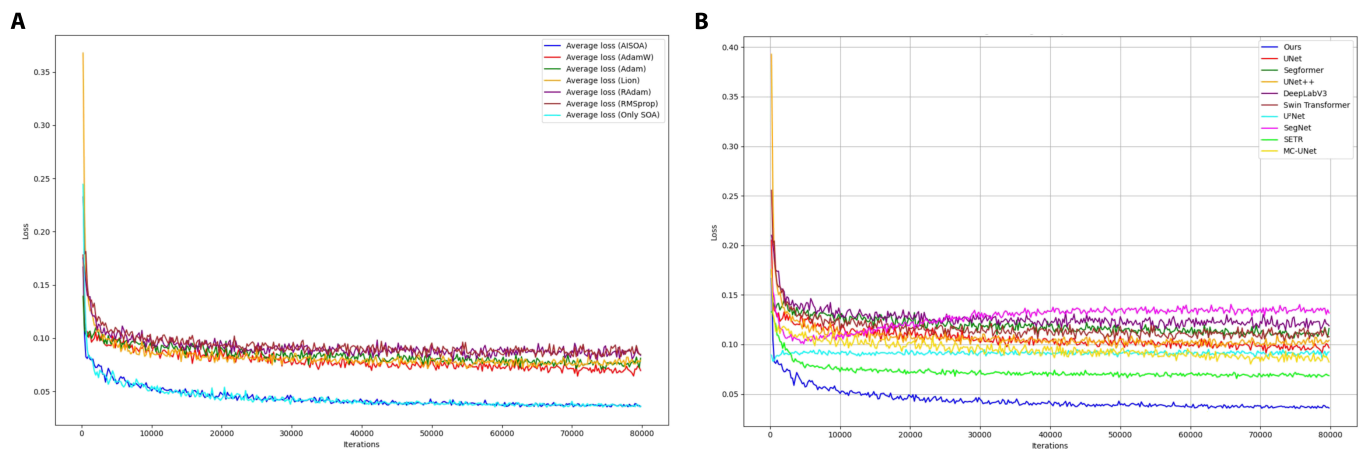 A
Average loss (AISOA)
Average loss (AdamW)
Average loss (Adam)
Average loss (Lion)
Average loss (RAdam)
Average loss (RMSprop)
Average loss (Only SOA)
0.35
0.30
0.25
0.20
0.15
0.10
0.05
Loss
0
10000
20000
30000
40000
50000
60000
70000
80000
Iterations
B
Ours
UNet
Segformer
UNet++
DeepLabV3
Swin Transformer
U²Net
SegNet
SETR
MC-UNet
0.40
0.35
0.30
0.25
0.20
0.15
0.10
0.05
Loss
0
10000
20000
30000
40000
50000
60000
70000
80000
Iterations